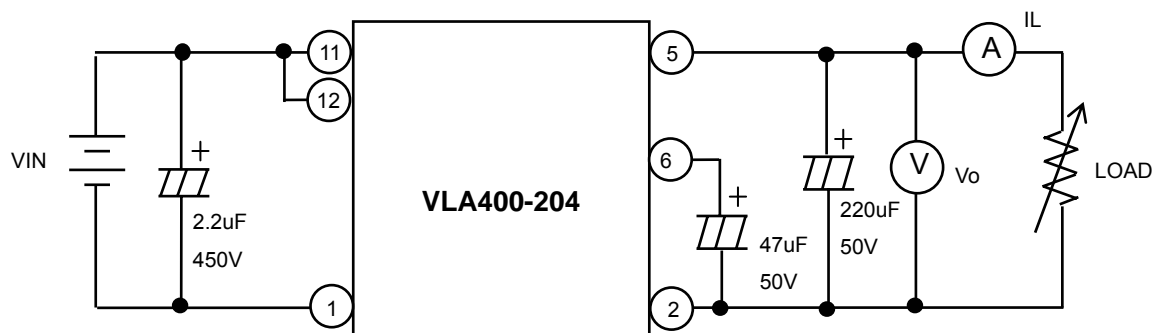 VIN
2.2uF
450V
11
12
1
VLA400-204
5
6
2
47uF
50V
220uF
50V
V
Vo
A
IL
LOAD
+
+
+